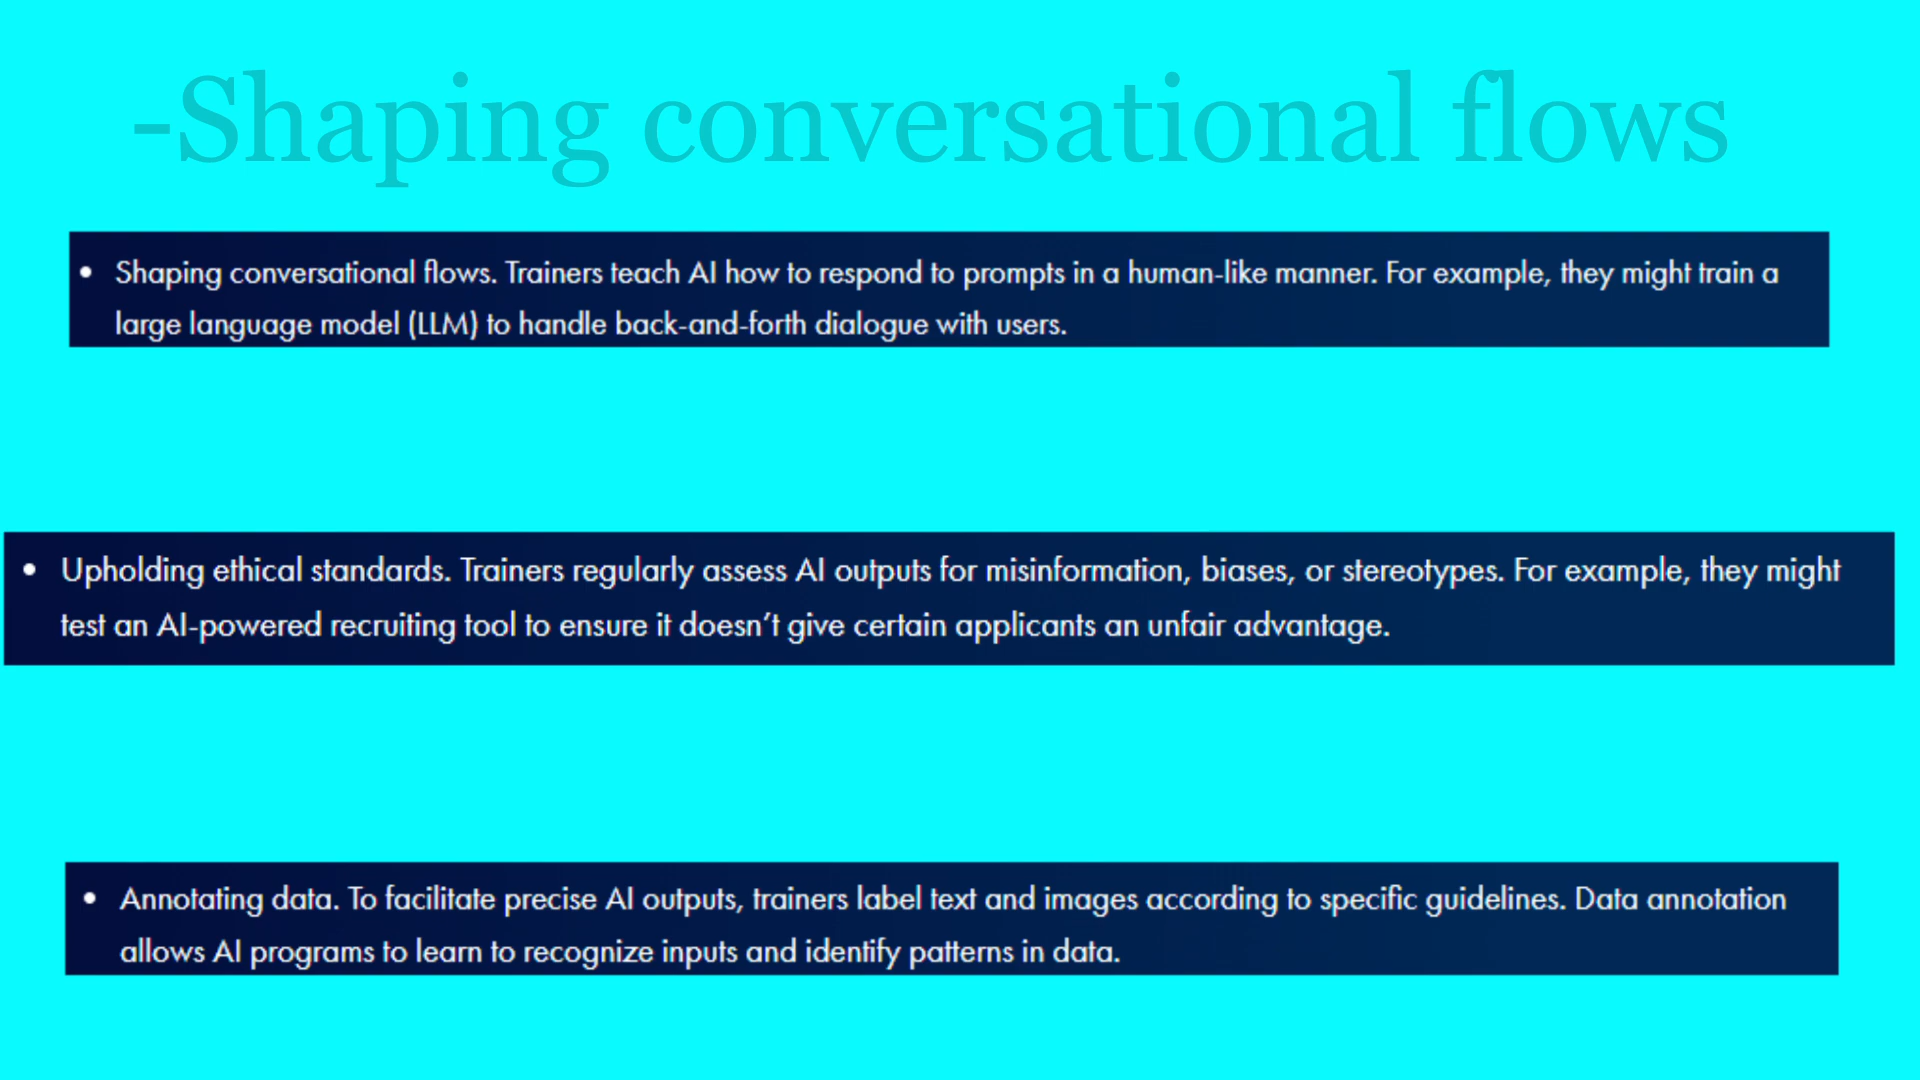 -Shaping conversational flows
• Shaping conversational flows. Trainers teach AI how to respond to prompts in a human-like manner. For example, they might train a
large language model (LLM) to handle back-and-forth dialogue with users.
• Upholding ethical standards. Trainers regularly assess AI outputs for misinformation, biases, or stereotypes. For example, they might
test an AI-powered recruiting tool to ensure it doesn’t give certain applicants an unfair advantage.
• Annotating data. To facilitate precise AI outputs, trainers label text and images according to specific guidelines. Data annotation
allows AI programs to learn to recognize inputs and identify patterns in data.